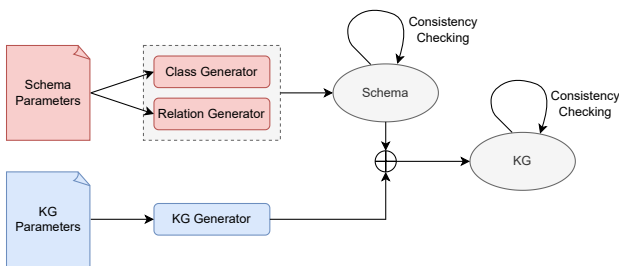 Consistency
Checking
Schema
Parameters
Class Generator
Relation Generator
Schema
Consistency
Checking
KG
KG
Parameters
KG Generator